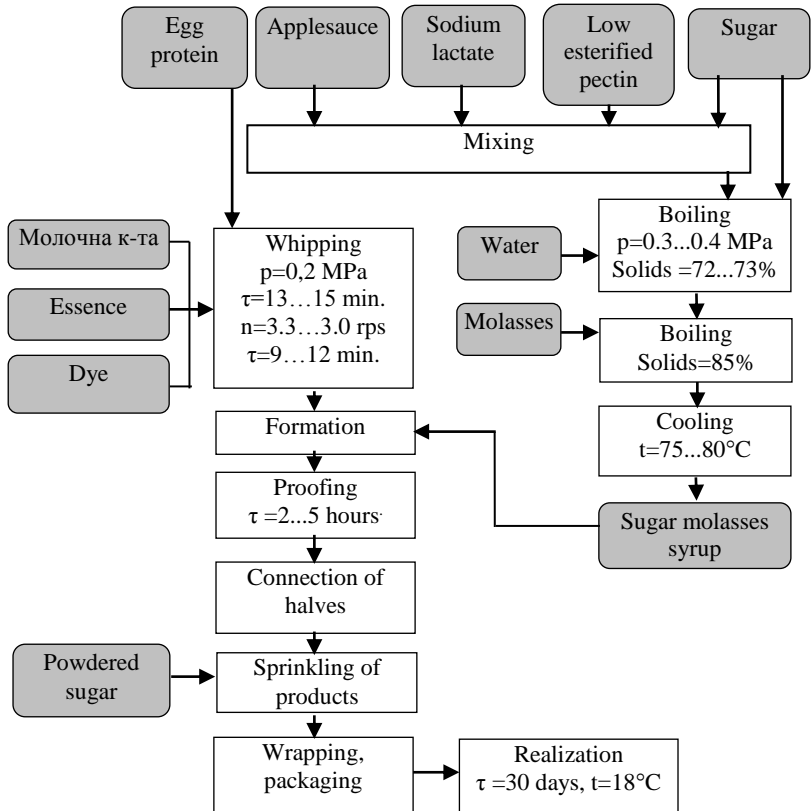 Egg
protein
Applesauce
Sodium
lactate
Low
esterified
pectin
Sugar
Mixing
Молочна к-та
Essence
Dye
Whipping
p=0,2 MPa
τ=13…15 min.
n=3.3…3.0 rps
τ=9…12 min.
Water
Boiling
p=0.3...0.4 MPa
Solids =72...73%
Molasses
Boiling
Solids=85%
Formation
Cooling
t=75...80°C
Proofing
τ =2...5 hours.
Sugar molasses
syrup
Connection of
halves
Powdered
sugar
Sprinkling of
products
Wrapping,
packaging
Realization
τ =30 days, t=18°C